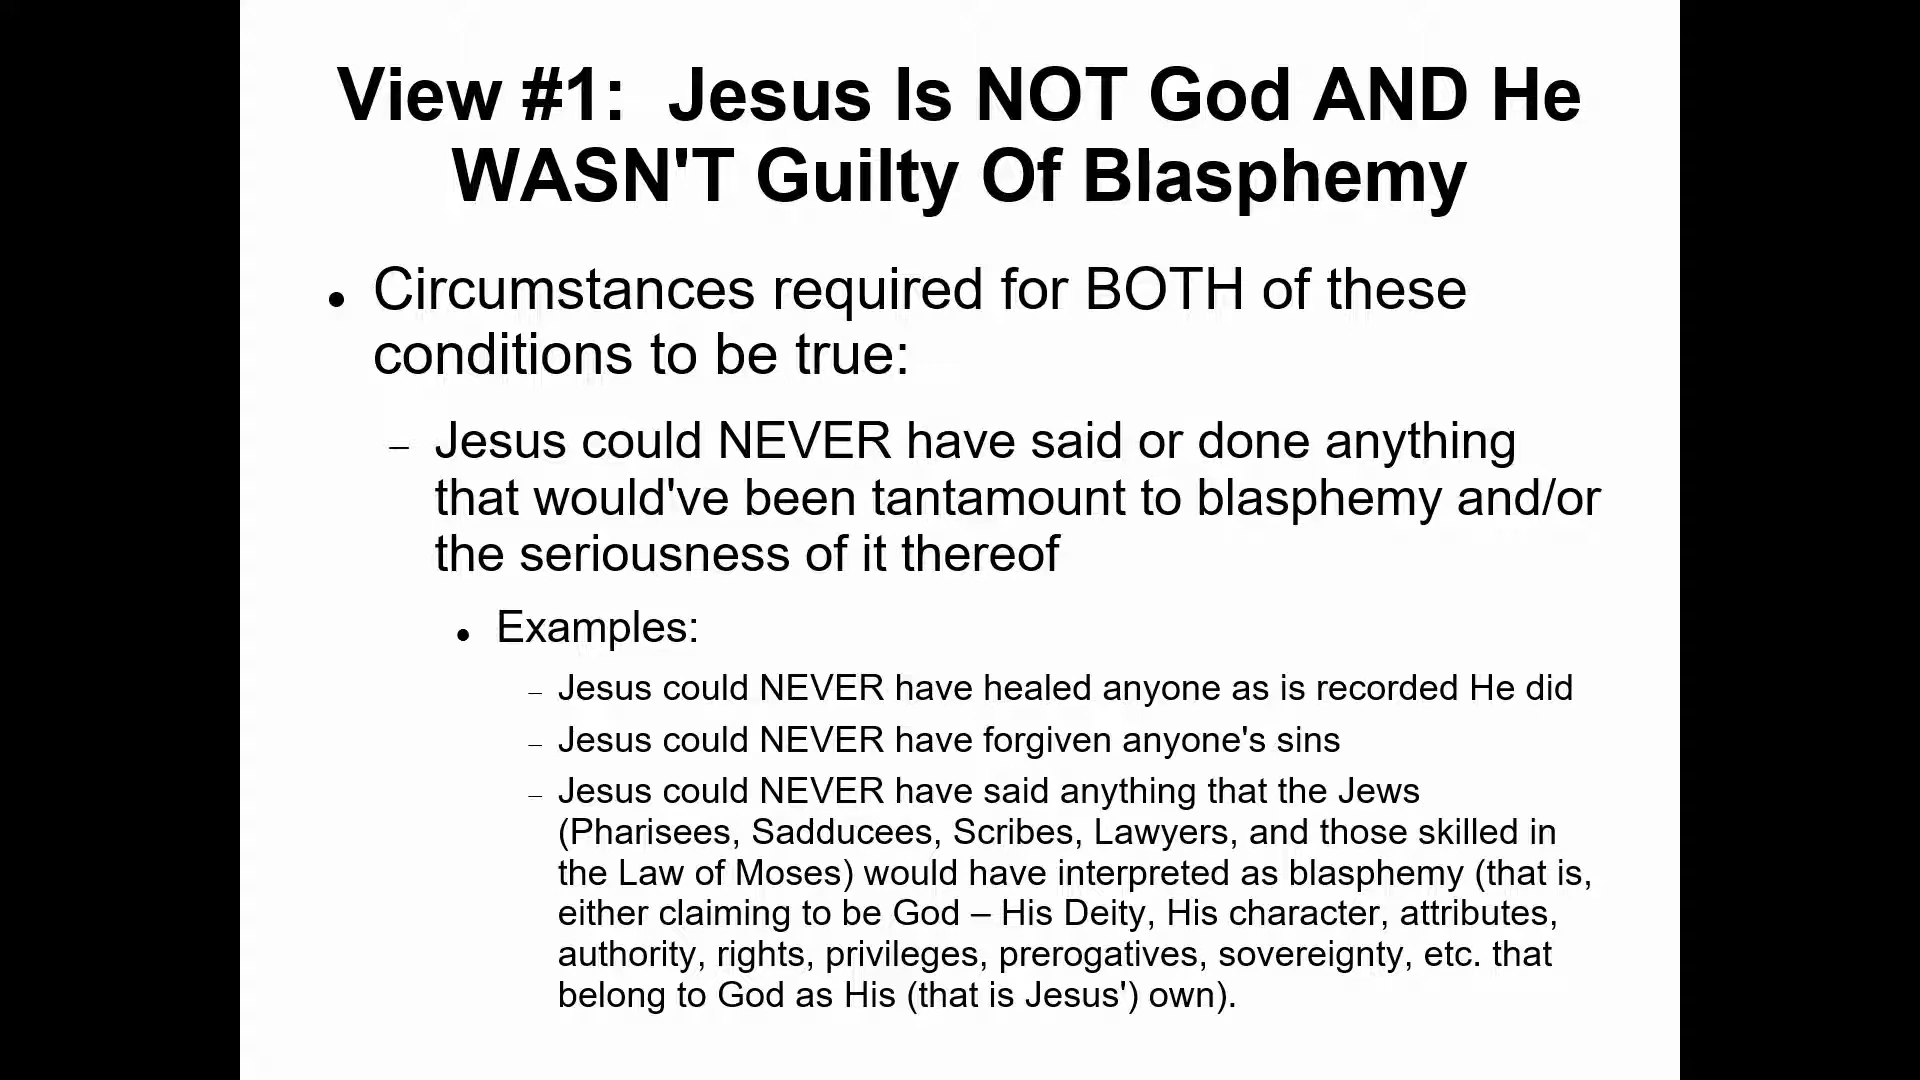 View #1:  Jesus Is NOT God AND He
WASN'T Guilty Of Blasphemy
● Circumstances required for BOTH of these
conditions to be true:
– Jesus could NEVER have said or done anything
that would've been tantamount to blasphemy and/or
the seriousness of it thereof
● Examples:
– Jesus could NEVER have healed anyone as is recorded He did
– Jesus could NEVER have forgiven anyone's sins
– Jesus could NEVER have said anything that the Jews
(Pharisees, Sadducees, Scribes, Lawyers, and those skilled in
the Law of Moses) would have interpreted as blasphemy (that is,
either claiming to be God – His Deity, His character, attributes,
authority, rights, privileges, prerogatives, sovereignty, etc. that
belong to God as His (that is Jesus') own).